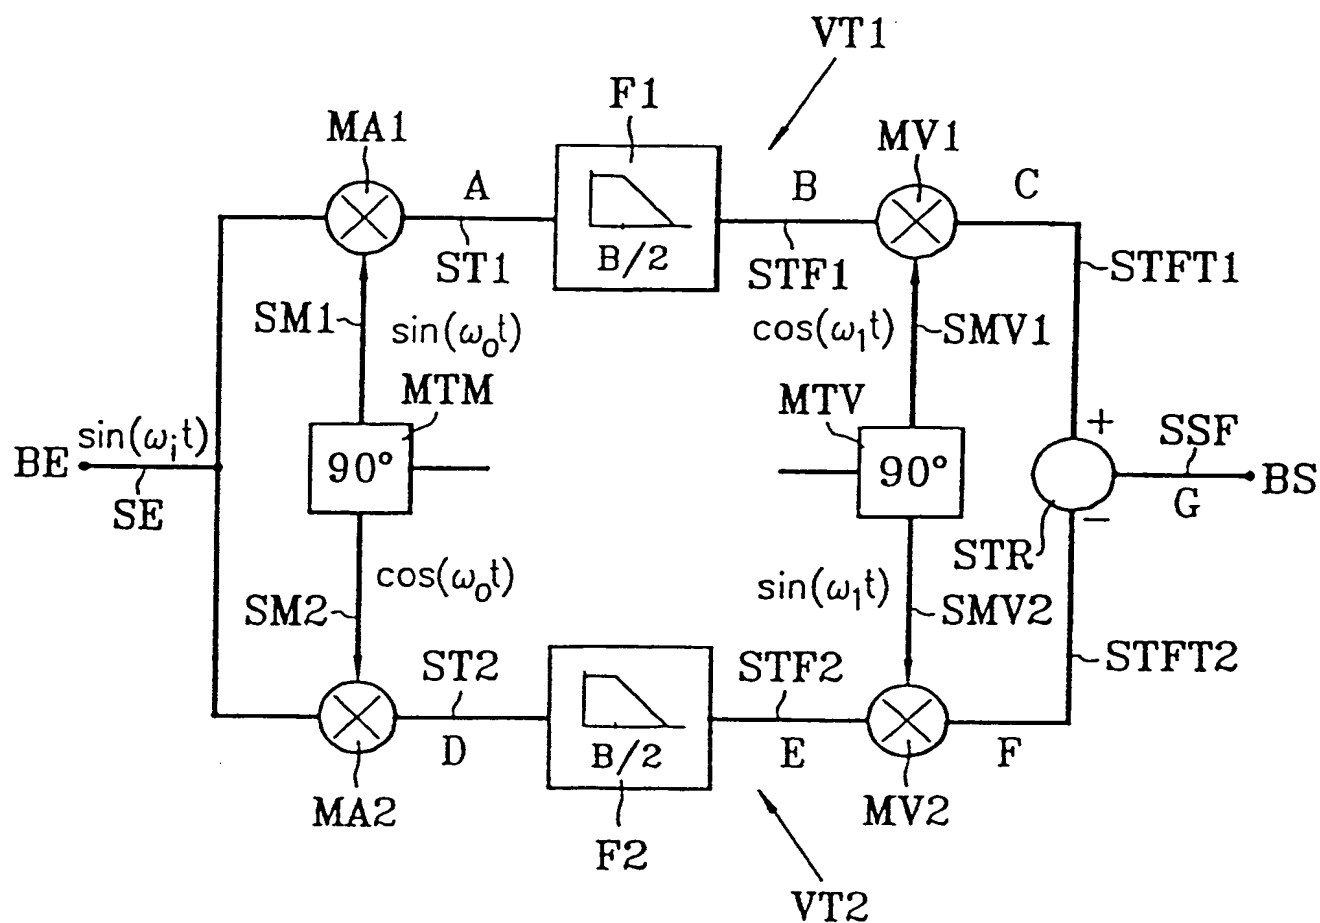 VT1
F1
MA1
MV1
A
B
C
B/2
ST1
STF1
STFT1
SM1
sin(ω₀t)
cos(ω₁t)
SMV1
MTM
MTV
+
SSF
BE
sin(ωᵢt)
90°
90°
BS
SE
G
−
STR
cos(ω₀t)
sin(ω₁t)
SM2
SMV2
ST2
STF2
STFT2
D
B/2
E
F
MA2
MV2
F2
VT2